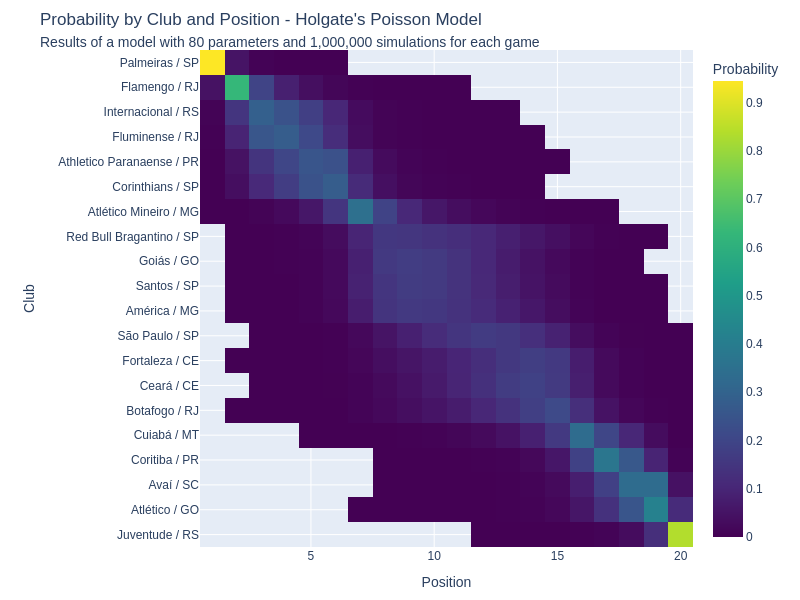 Probability by Club and Position - Holgate's Poisson Model
Results of a model with 80 parameters and 1,000,000 simulations for each game
Probability
Club
Palmeiras / SP
Flamengo / RJ
Internacional / RS
Fluminense / RJ
Athletico Paranaense / PR
Corinthians / SP
Atlético Mineiro / MG
Red Bull Bragantino / SP
Goiás / GO
Santos / SP
América / MG
São Paulo / SP
Fortaleza / CE
Ceará / CE
Botafogo / RJ
Cuiabá / MT
Coritiba / PR
Avaí / SC
Atlético / GO
Juventude / RS
0.9
0.8
0.7
0.6
0.5
0.4
0.3
0.2
0.1
0
5
10
15
20
Position